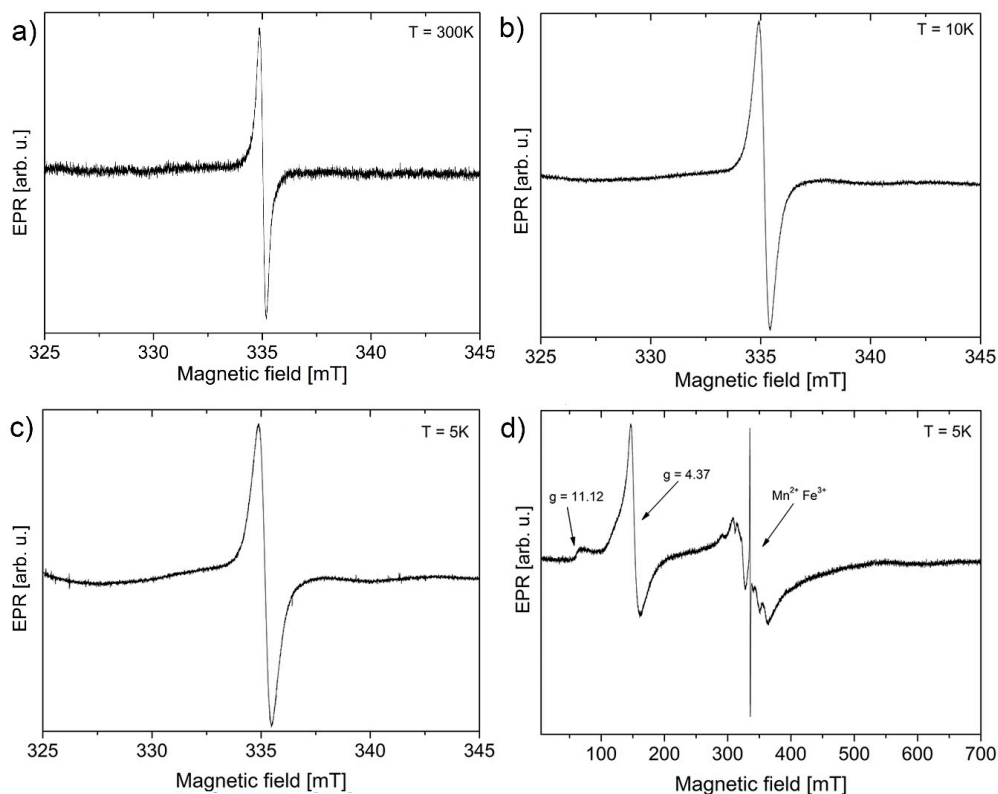 a)
T = 300K
EPR [arb. u.]
325 330 335 340 345
Magnetic field [mT]
b)
T = 10K
EPR [arb. u.]
325 330 335 340 345
Magnetic field [mT]
c)
T = 5K
EPR [arb. u.]
325 330 335 340 345
Magnetic field [mT]
d)
T = 5K
g = 11.12
g = 4.37
Mn²⁺ Fe³⁺
EPR [arb. u.]
100 200 300 400 500 600 700
Magnetic field [mT]